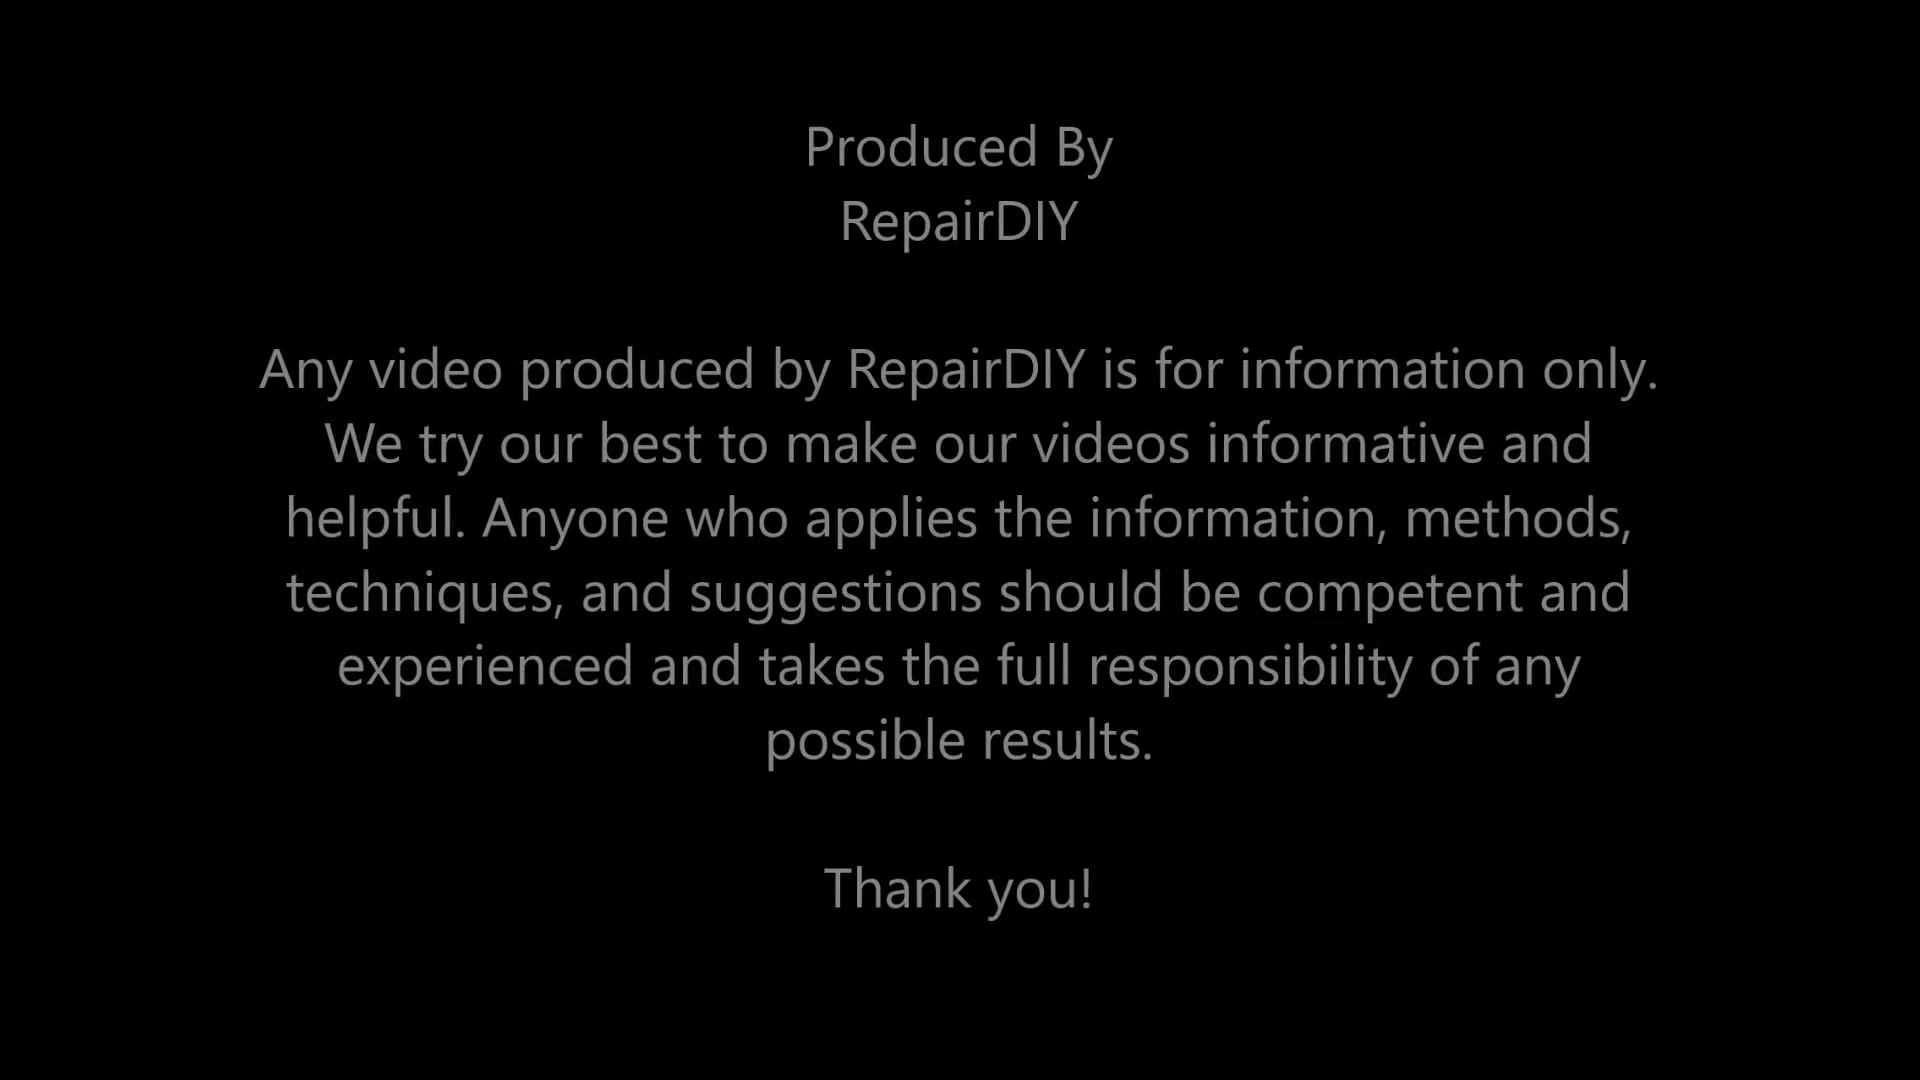 Produced By
RepairDIY
Any video produced by RepairDIY is for information only.
We try our best to make our videos informative and
helpful. Anyone who applies the information, methods,
techniques, and suggestions should be competent and
experienced and takes the full responsibility of any
possible results.
Thank you!